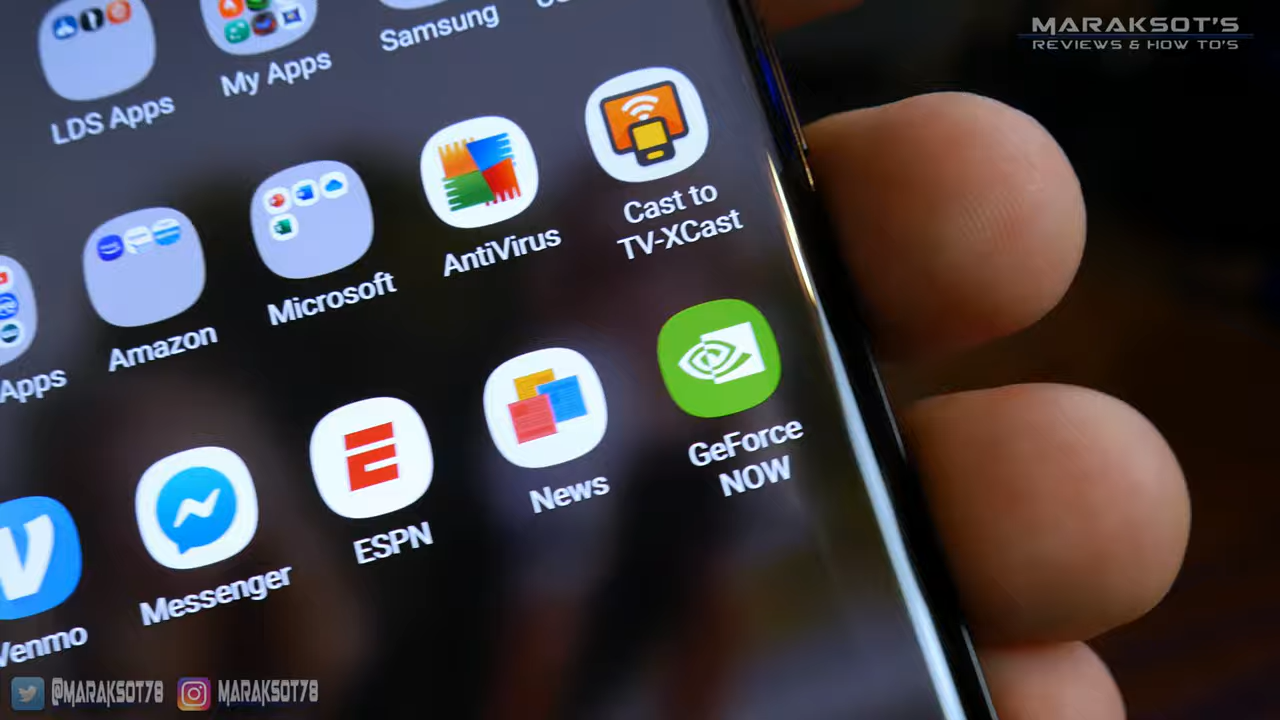 MARAKSOT'S
REVIEWS & HOW TO'S
LDS Apps
My Apps
Samsung
Apps
Amazon
Microsoft
AntiVirus
Cast to
TV-XCast
Venmo
Messenger
ESPN
News
GeForce
NOW
@MARAKSOT78
MARAKSOT78